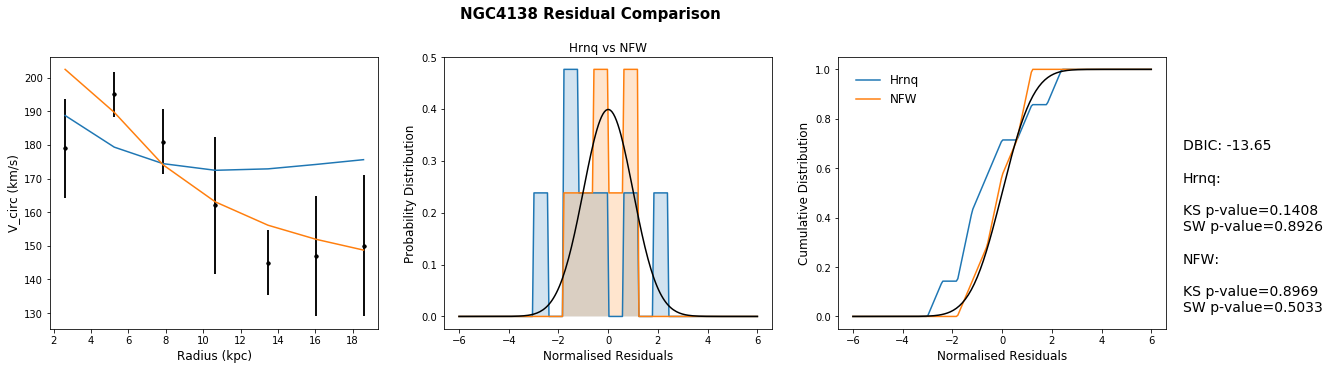 NGC4138 Residual Comparison
V_circ (km/s)
200
190
180
170
160
150
140
130
2 4 6 8 10 12 14 16 18
Radius (kpc)
Hrnq vs NFW
Probability Distribution
0.5
0.4
0.3
0.2
0.1
0.0
−6 −4 −2 0 2 4 6
Normalised Residuals
Cumulative Distribution
1.0
0.8
0.6
0.4
0.2
0.0
Hrnq
NFW
−6 −4 −2 0 2 4 6
Normalised Residuals
DBIC: -13.65
Hrnq:
KS p-value=0.1408
SW p-value=0.8926
NFW:
KS p-value=0.8969
SW p-value=0.5033